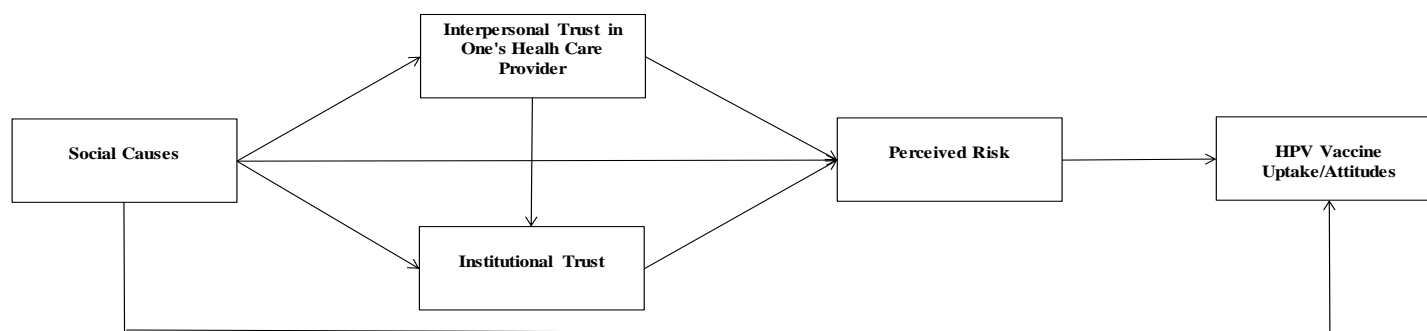 Interpersonal Trust in
One's Healh Care
Provider
Social Causes
Perceived Risk
HPV Vaccine
Uptake/Attitudes
Institutional Trust